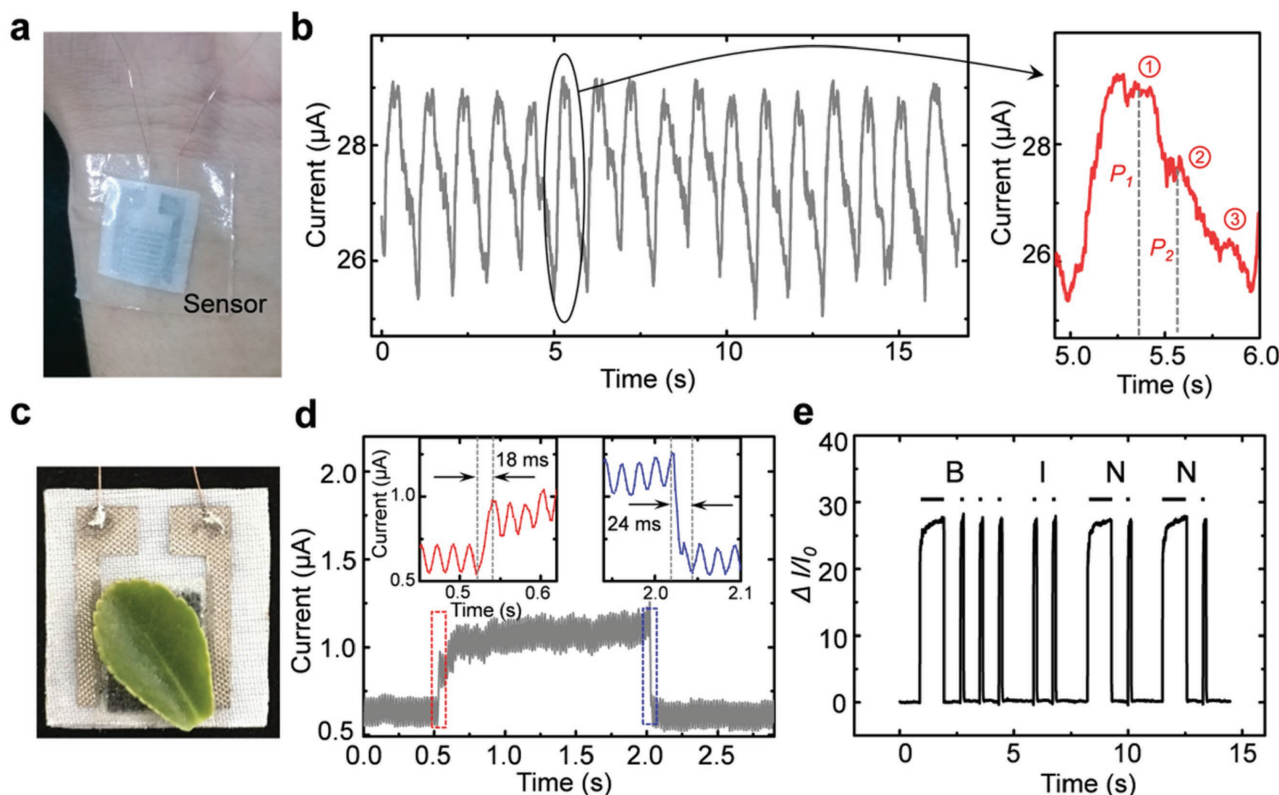 a
Sensor
b
Current (µA)
28
26
0
5
10
15
Time (s)
Current (µA)
28
26
5.0
5.5
6.0
Time (s)
①
②
③
P1
P2
c
d
Current (µA)
2.0
1.5
1.0
0.5
0.0
0.5
1.0
1.5
2.0
2.5
Time (s)
Current (µA)
1.0
0.5
18 ms
0.5
0.6
Time (s)
24 ms
2.0
2.1
e
Δ I/I0
40
30
20
10
0
B I N N
0
5
10
15
Time (s)